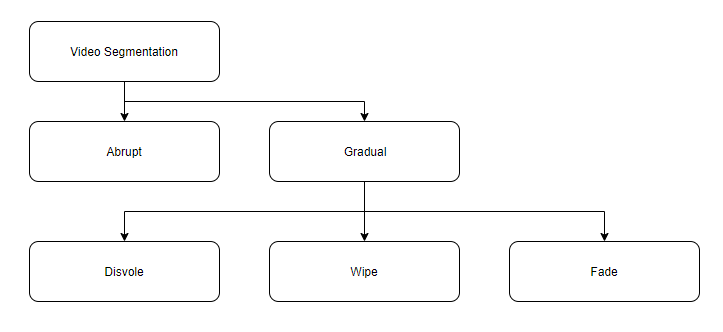 Video Segmentation
Abrupt
Gradual
Disvole
Wipe
Fade